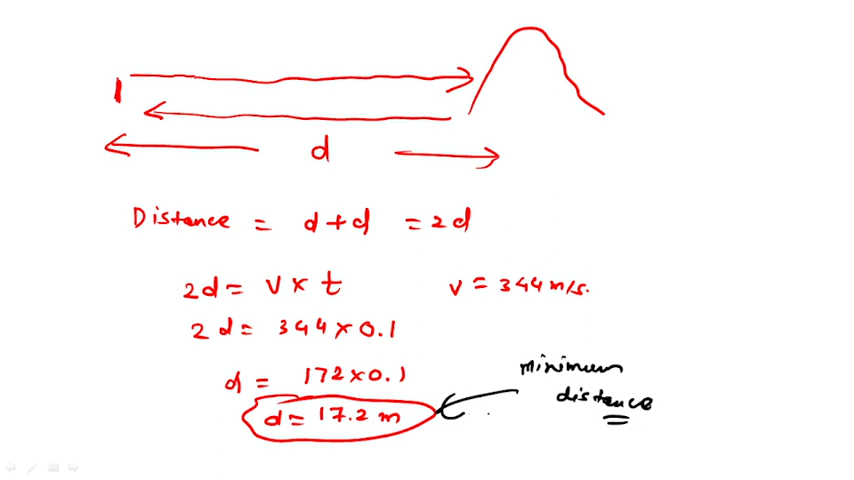 d
Distance = d + d = 2d
2d = v × t
v = 344 m/s.
2d = 344 × 0.1
d = 172 × 0.1
d = 17.2 m
minimum
distance